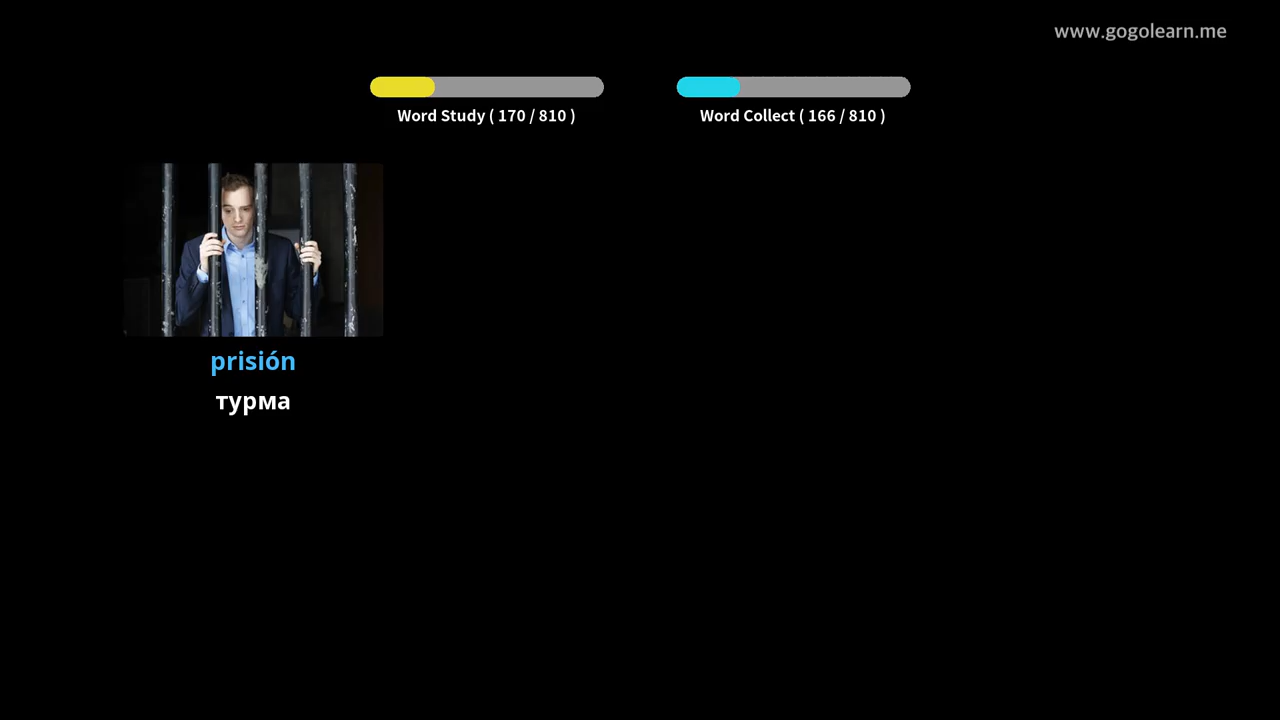 www.gogolearn.me
Word Study ( 170 / 810 )
Word Collect ( 166 / 810 )
prisión
турма